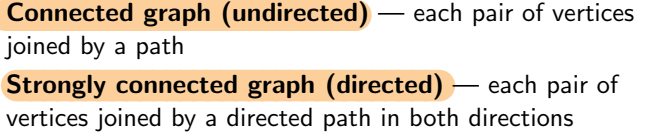 Connected graph (undirected) — each pair of vertices
joined by a path
Strongly connected graph (directed) — each pair of
vertices joined by a directed path in both directions